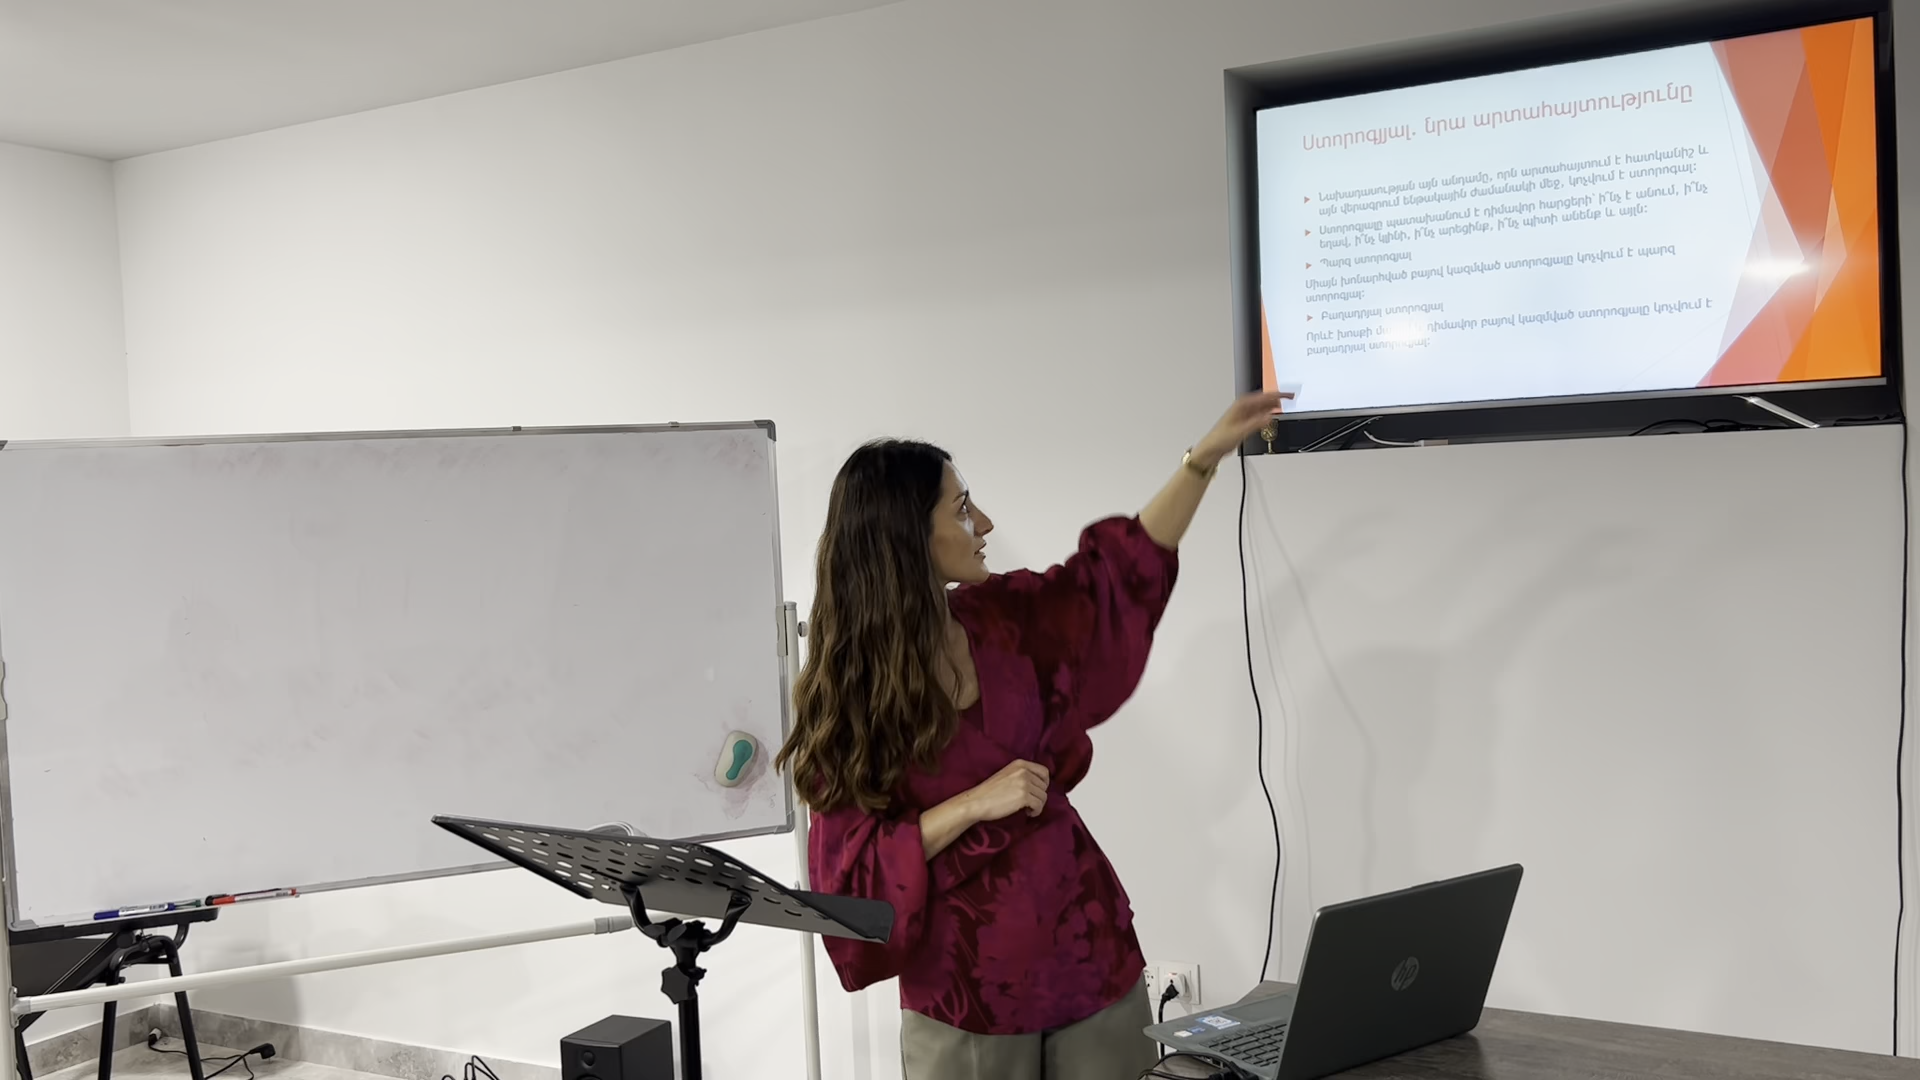 Ստորոգյալ. նրա արտահայտությունը
Նախադասության այն անդամը, որն արտահայտում է հատկանիշ և
այն վերագրում ենթակային ժամանակի մեջ, կոչվում է ստորոգալ:
Ստորոգյալը պատասխանում է դիմավոր հարցերի՝ ի՞նչ է անում, ի՞նչ
եղավ, ի՞նչ կլինի, ի՞նչ արեցինք, ի՞նչ պիտի անենք և այլն:
Պարզ ստորոգյալ
Միայն խոնարհված բայով կազմված ստորոգյալը կոչվում է պարզ
ստորոգյալ:
Բաղադրյալ ստորոգյալ
Որևէ խոսքի դիմավոր բայով կազմված ստորոգյալը կոչվում է
բաղադրյալ ստորոգյալ:
hp